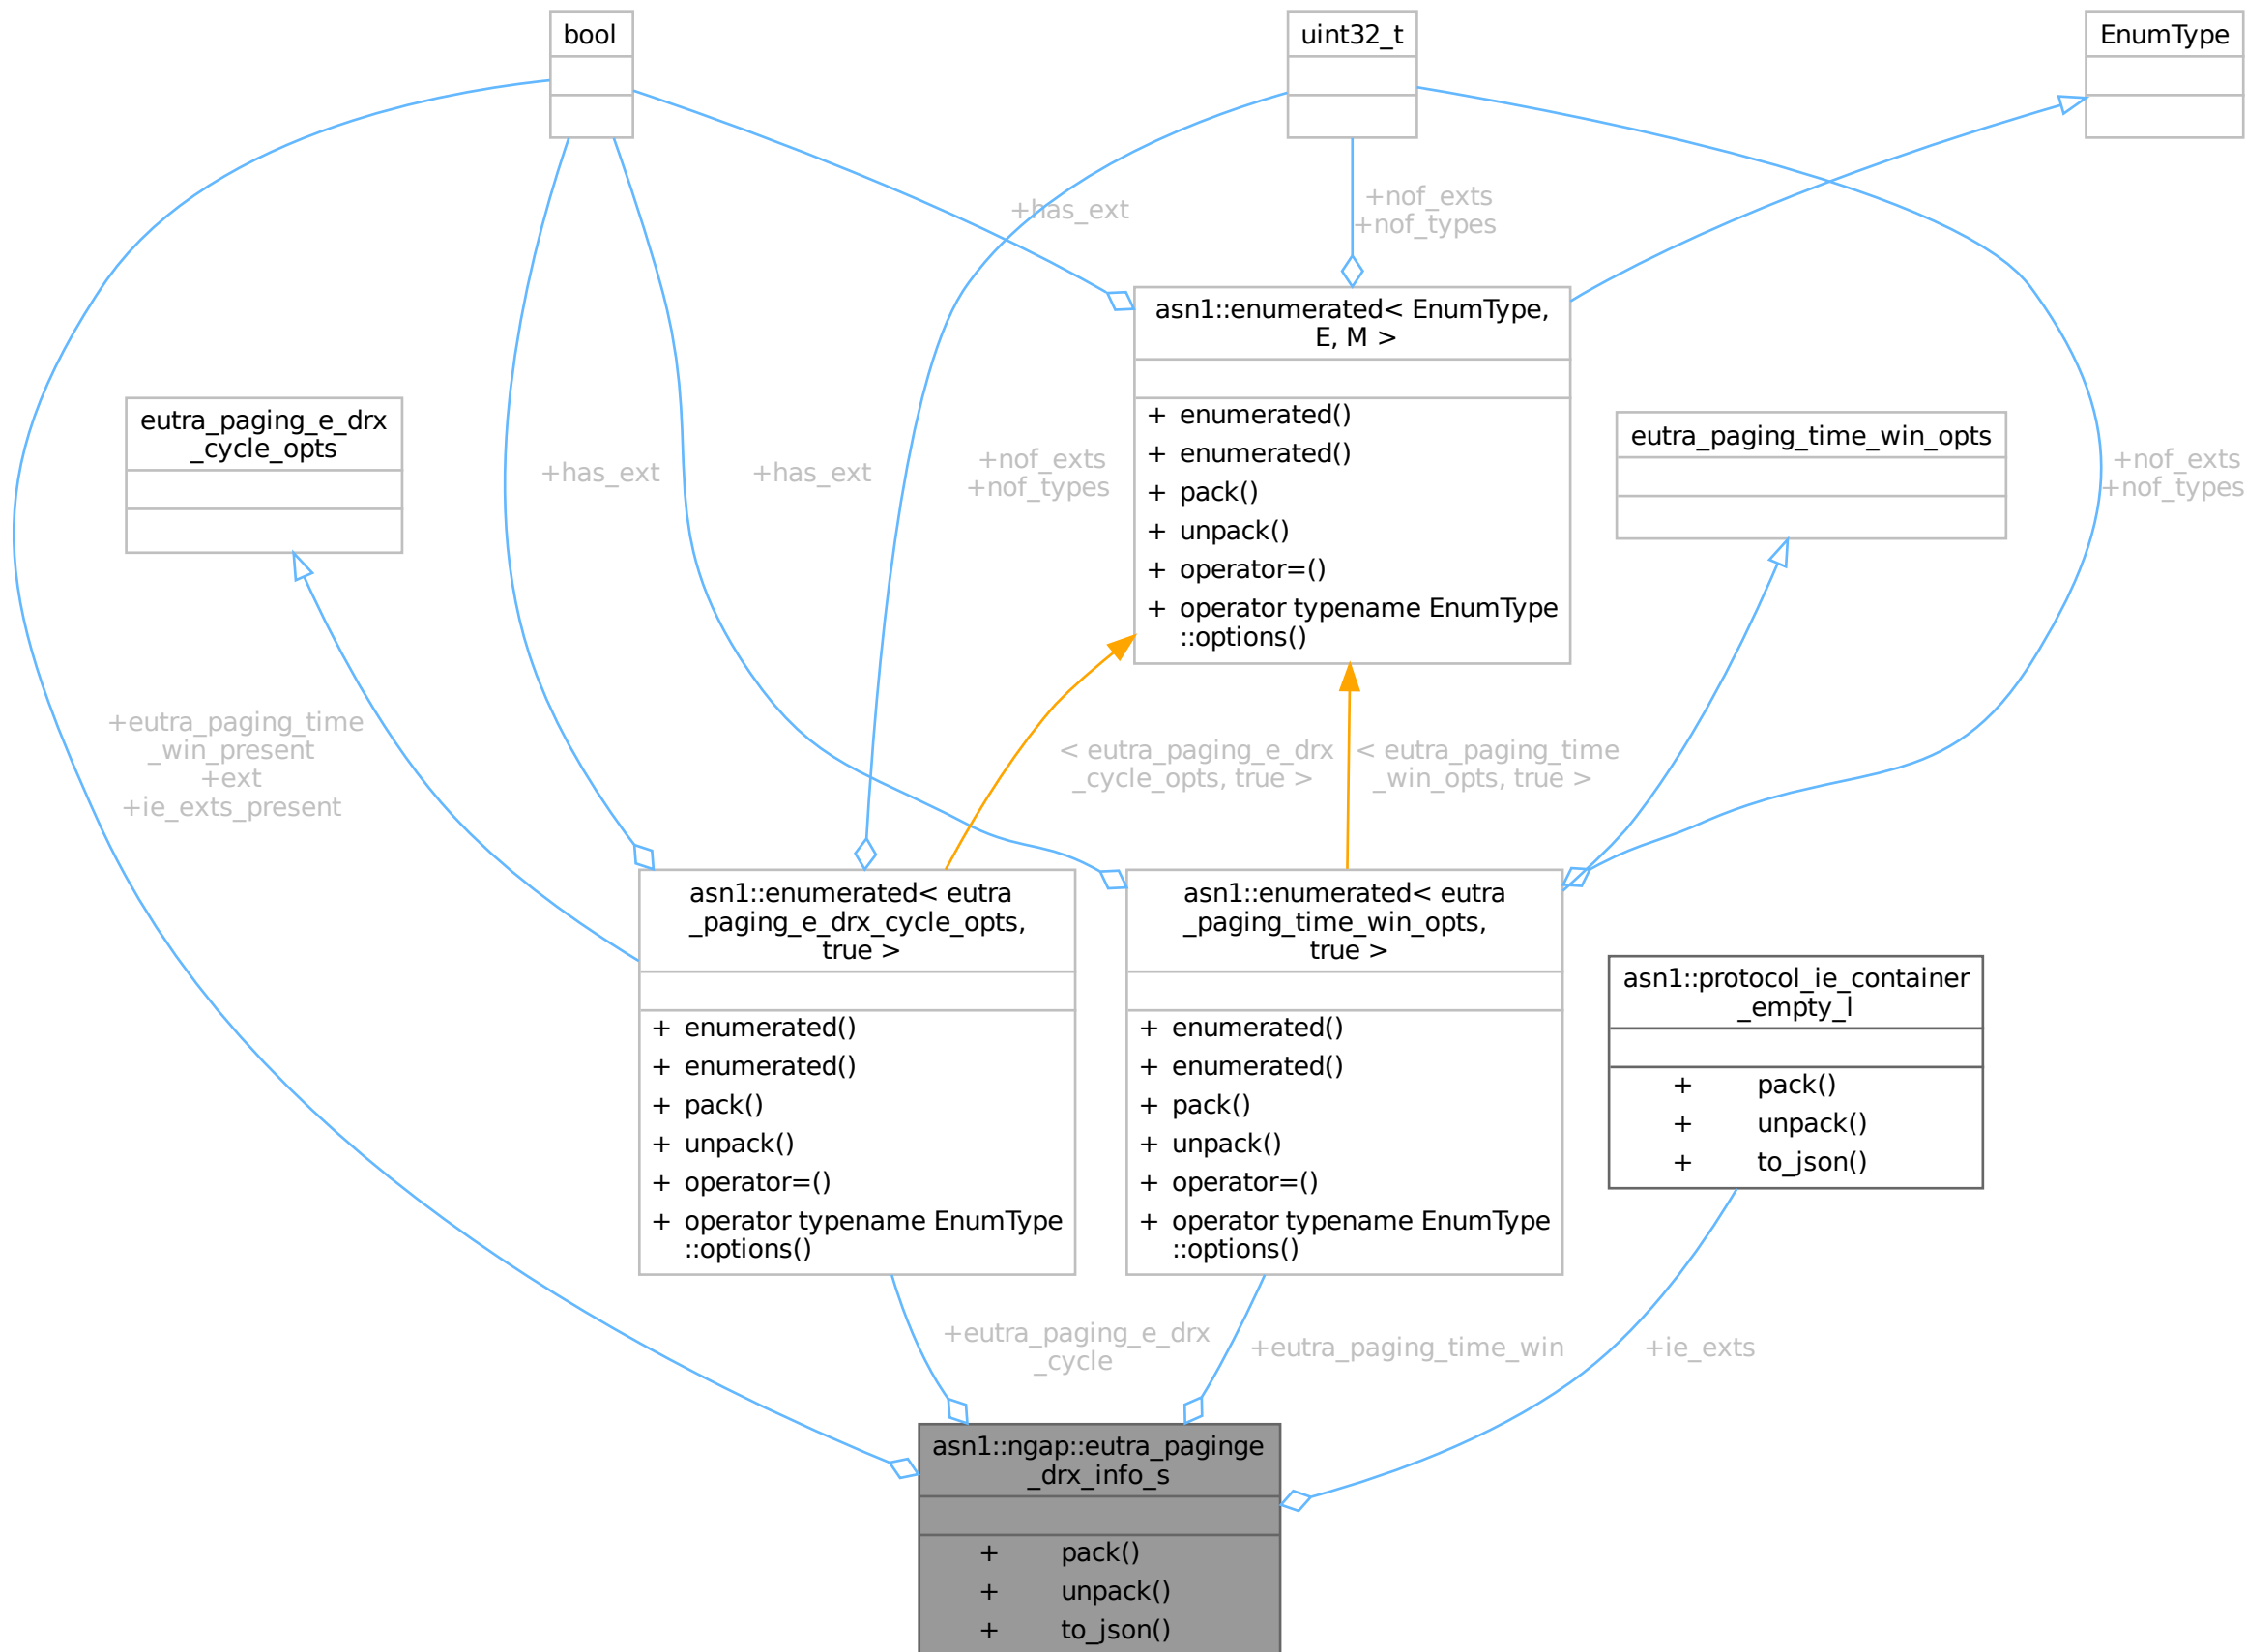 bool
uint32_t
EnumType
+has_ext
+nof_exts
+nof_types
asn1::enumerated< EnumType,
E, M >
+ enumerated()
+ enumerated()
+ pack()
+ unpack()
+ operator=()
+ operator typename EnumType
::options()
eutra_paging_e_drx
_cycle_opts
eutra_paging_time_win_opts
+has_ext
+has_ext
+nof_exts
+nof_types
+nof_exts
+nof_types
+eutra_paging_time
_win_present
+ext
+ie_exts_present
< eutra_paging_e_drx
_cycle_opts, true >
< eutra_paging_time
_win_opts, true >
asn1::enumerated< eutra
_paging_e_drx_cycle_opts,
true >
+ enumerated()
+ enumerated()
+ pack()
+ unpack()
+ operator=()
+ operator typename EnumType
::options()
asn1::enumerated< eutra
_paging_time_win_opts,
true >
+ enumerated()
+ enumerated()
+ pack()
+ unpack()
+ operator=()
+ operator typename EnumType
::options()
asn1::protocol_ie_container
_empty_l
+ pack()
+ unpack()
+ to_json()
+eutra_paging_e_drx
_cycle
+eutra_paging_time_win
+ie_exts
asn1::ngap::eutra_paginge
_drx_info_s
+ pack()
+ unpack()
+ to_json()